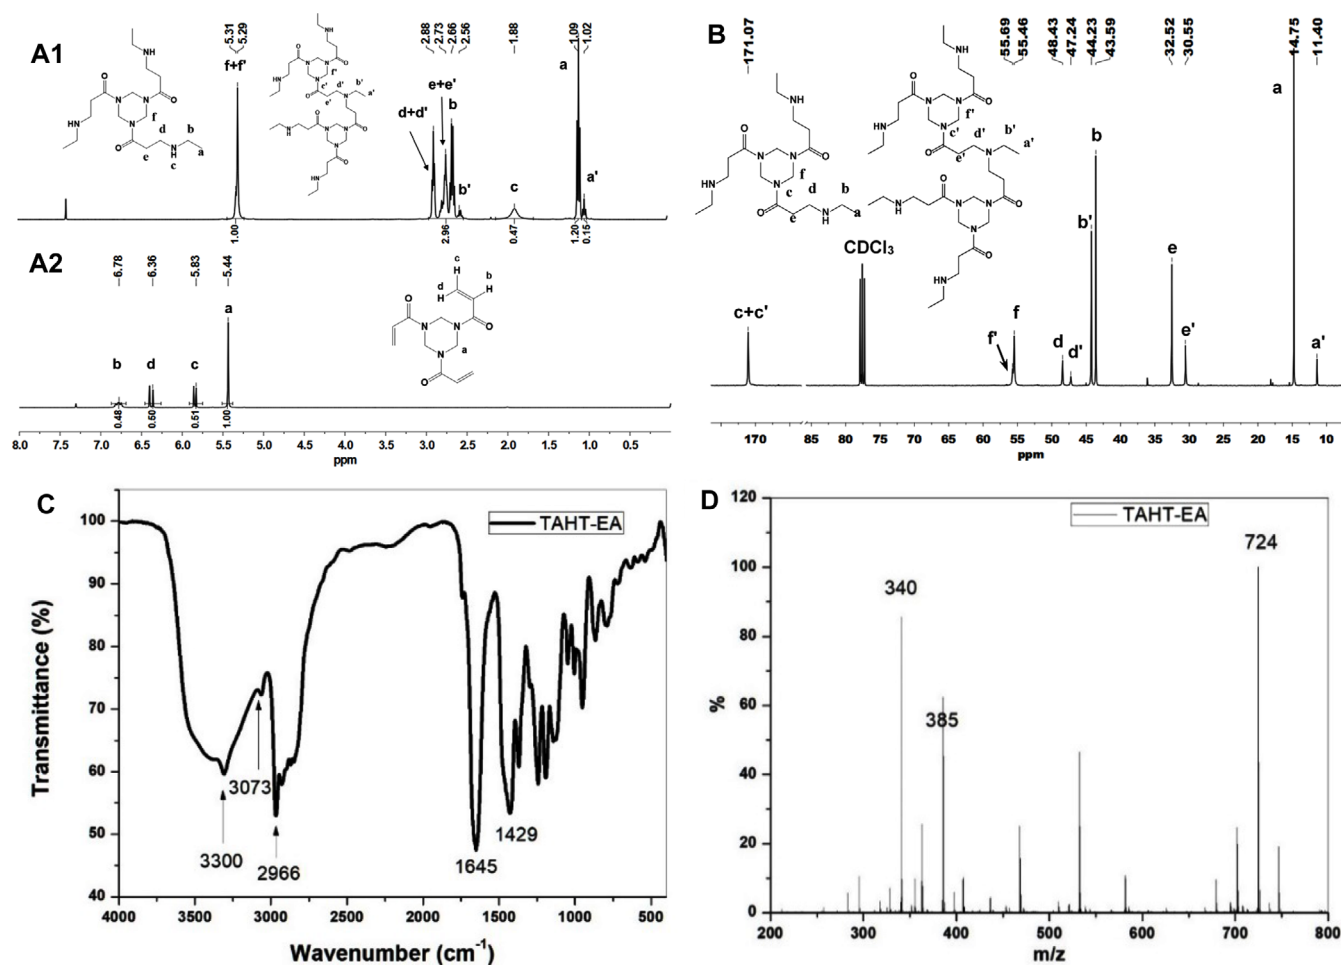 A1
5.31
5.29
2.88
2.73
2.66
2.56
1.88
1.09
1.02
f+f'
d+d'
e+e'
b
b'
c
a
a'
NH
O
N
N
N
O
HN
f
d
b
O
e
N
H
c
a
HN
O
N
N
N
f'
c'
d'
b'
O
e'
N
a'
1.00
2.96
0.47
1.20
0.15
A2
6.78
6.36
5.83
5.44
b
d
c
a
c
H
b
d
H
H
O
N
N
O
a
N
O
0.48
0.50
0.51
1.00
8.0 7.5 7.0 6.5 6.0 5.5 5.0 4.5 4.0 3.5 3.0 2.5 2.0 1.5 1.0 0.5 0.0
ppm
B
171.07
55.69
55.46
48.43
47.24
44.23
43.59
32.52
30.55
14.75
11.40
c+c'
CDCl3
f'
f
d
d'
b'
b
e
e'
a
a'
170 85 80 75 70 65 60 55 50 45 40 35 30 25 20 15 10
ppm
C
TAHT-EA
Transmittance (%)
100
90
80
70
60
50
40
3300
3073
2966
1645
1429
4000 3500 3000 2500 2000 1500 1000 500
Wavenumber (cm-1)
D
TAHT-EA
%
120
100
80
60
40
20
0
340
385
724
200 300 400 500 600 700 800
m/z